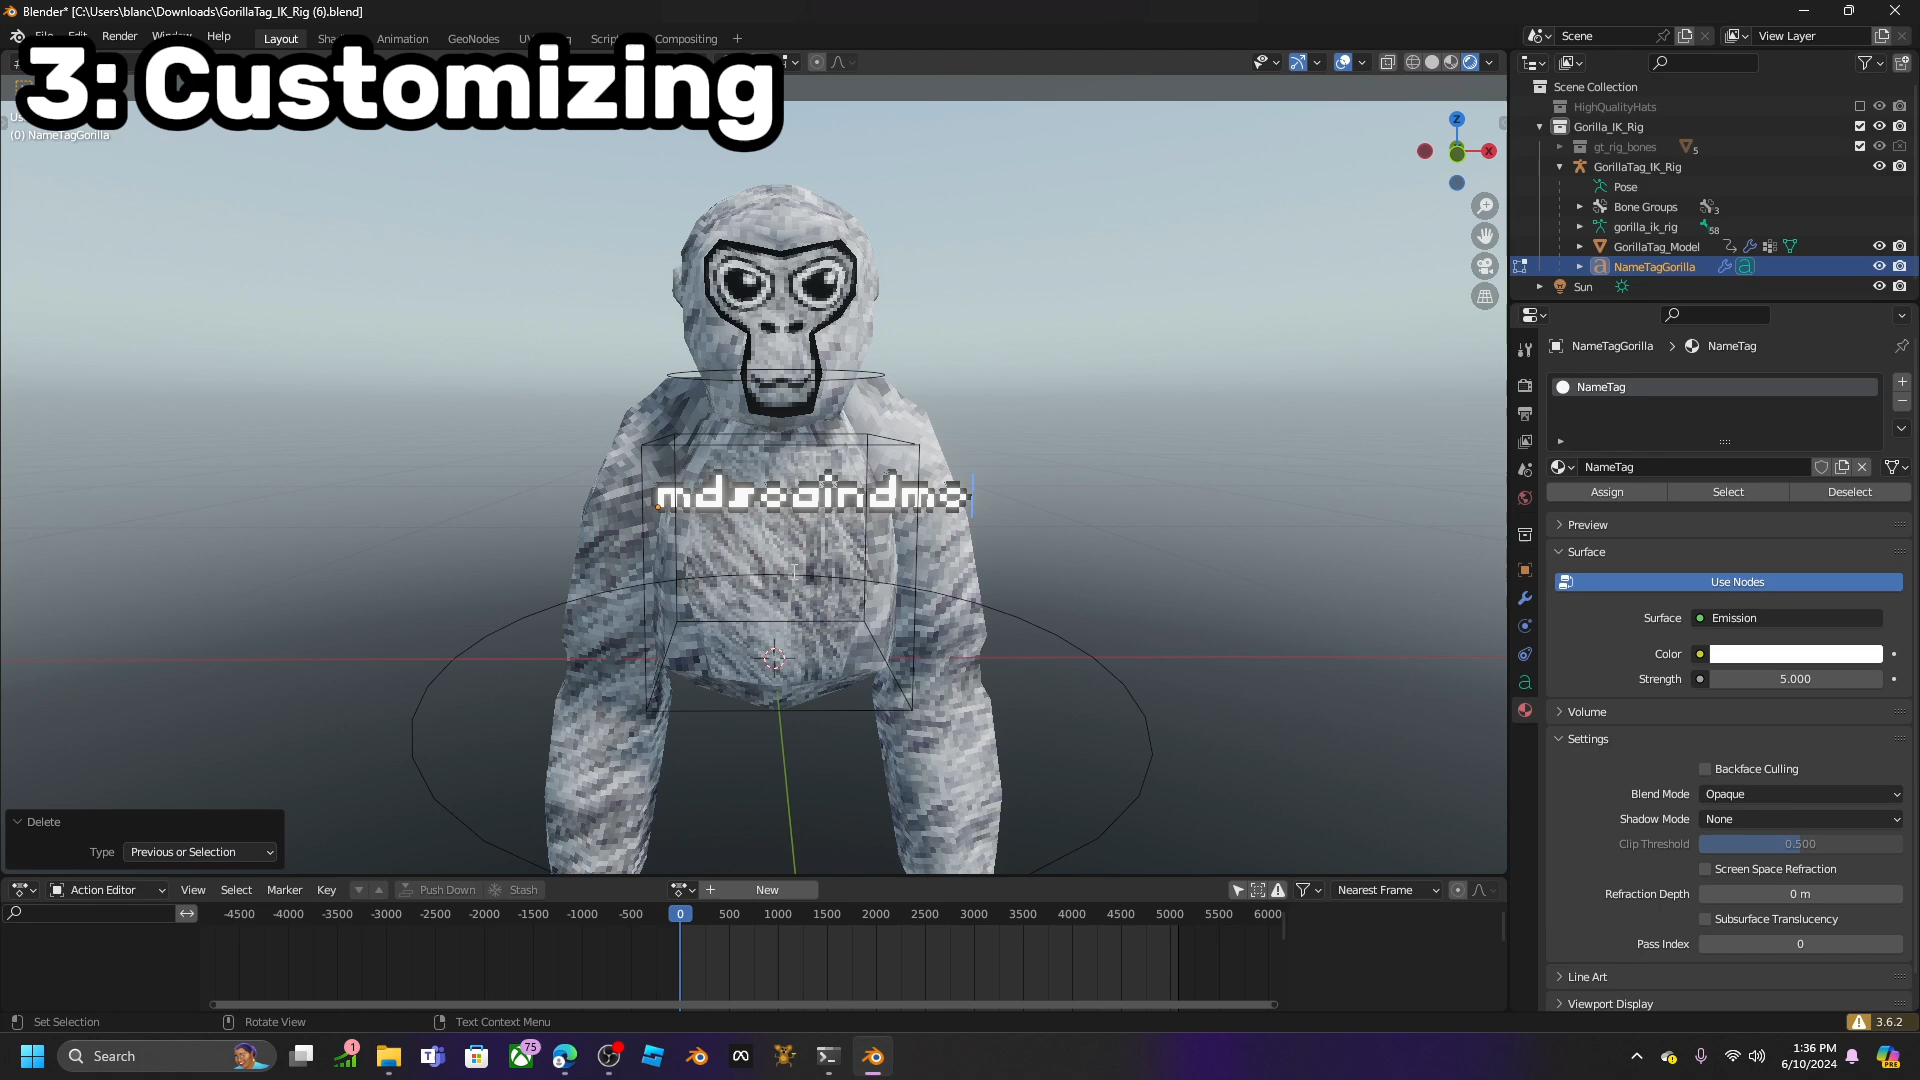 Blender* [C:\Users\blanc\Downloads\GorillaTag_IK_Rig (6).blend]
File Edit Render Window Help Layout Animation GeoNodes Compositing +
Scene View Layer
3: Customizing
(0) NameTagGorilla
Z
X
Scene Collection
HighQualityHats
Gorilla_IK_Rig
gt_rig_bones 5
GorillaTag_IK_Rig
Pose
Bone Groups 3
gorilla_ik_rig 58
GorillaTag_Model
NameTagGorilla
Sun
NameTagGorilla > NameTag
NameTag
NameTag
Assign Select Deselect
Preview
Surface
Use Nodes
Surface Emission
Color
Strength 5.000
Volume
Settings
Backface Culling
Blend Mode Opaque
Shadow Mode None
Clip Threshold 0.500
Screen Space Refraction
Refraction Depth 0 m
Subsurface Translucency
Pass Index 0
Line Art
Viewport Display
mdsoaindmo
Delete
Type Previous or Selection
Action Editor View Select Marker Key Push Down Stash New Nearest Frame
-4500 -4000 -3500 -3000 -2500 -2000 -1500 -1000 -500 0 500 1000 1500 2000 2500 3000 3500 4000 4500 5000 5500 6000
Set Selection Rotate View Text Context Menu 3.6.2
Search 1 75 1:36 PM
6/10/2024
PRE